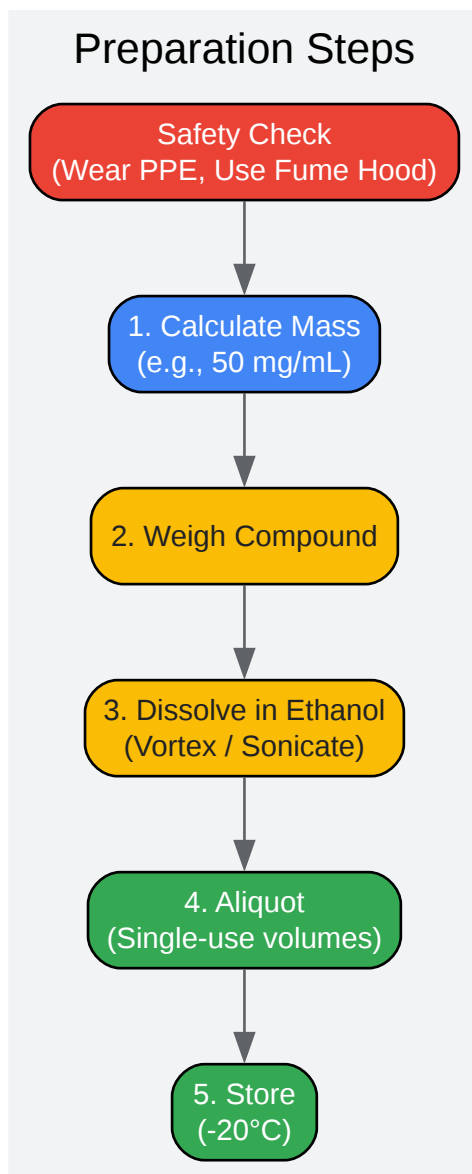 Preparation Steps
Safety Check
(Wear PPE, Use Fume Hood)
1. Calculate Mass
(e.g., 50 mg/mL)
2. Weigh Compound
3. Dissolve in Ethanol
(Vortex / Sonicate)
4. Aliquot
(Single-use volumes)
5. Store
(-20°C)